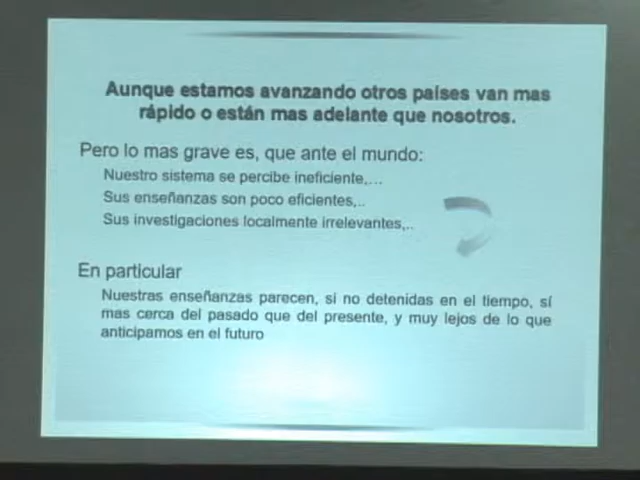 Aunque estamos avanzando otros países van mas
rápido o están mas adelante que nosotros.
Pero lo mas grave es, que ante el mundo:
Nuestro sistema se percibe ineficiente,...
Sus enseñanzas son poco eficientes,..
Sus investigaciones localmente irrelevantes,..
En particular
Nuestras enseñanzas parecen, si no detenidas en el tiempo, sí
mas cerca del pasado que del presente, y muy lejos de lo que
anticipamos en el futuro